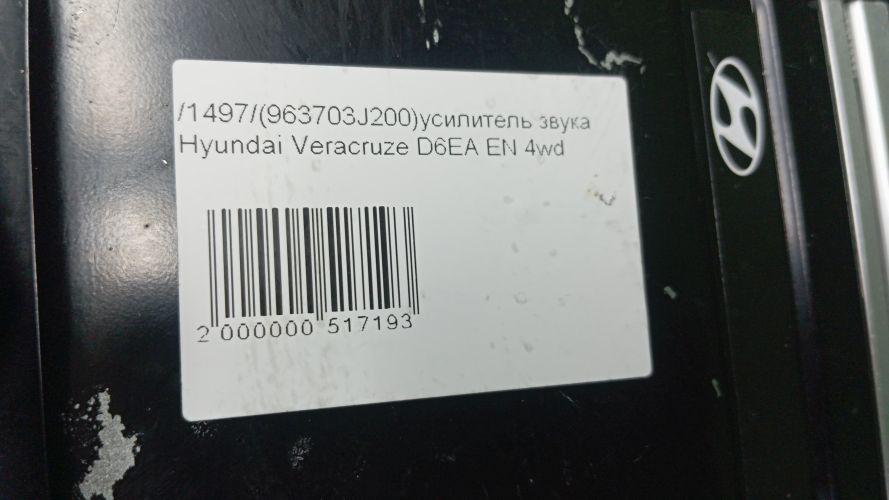 /1497/(963703J200)усилитель звука
Hyundai Veracruze D6EA EN 4wd
2 000000 517193